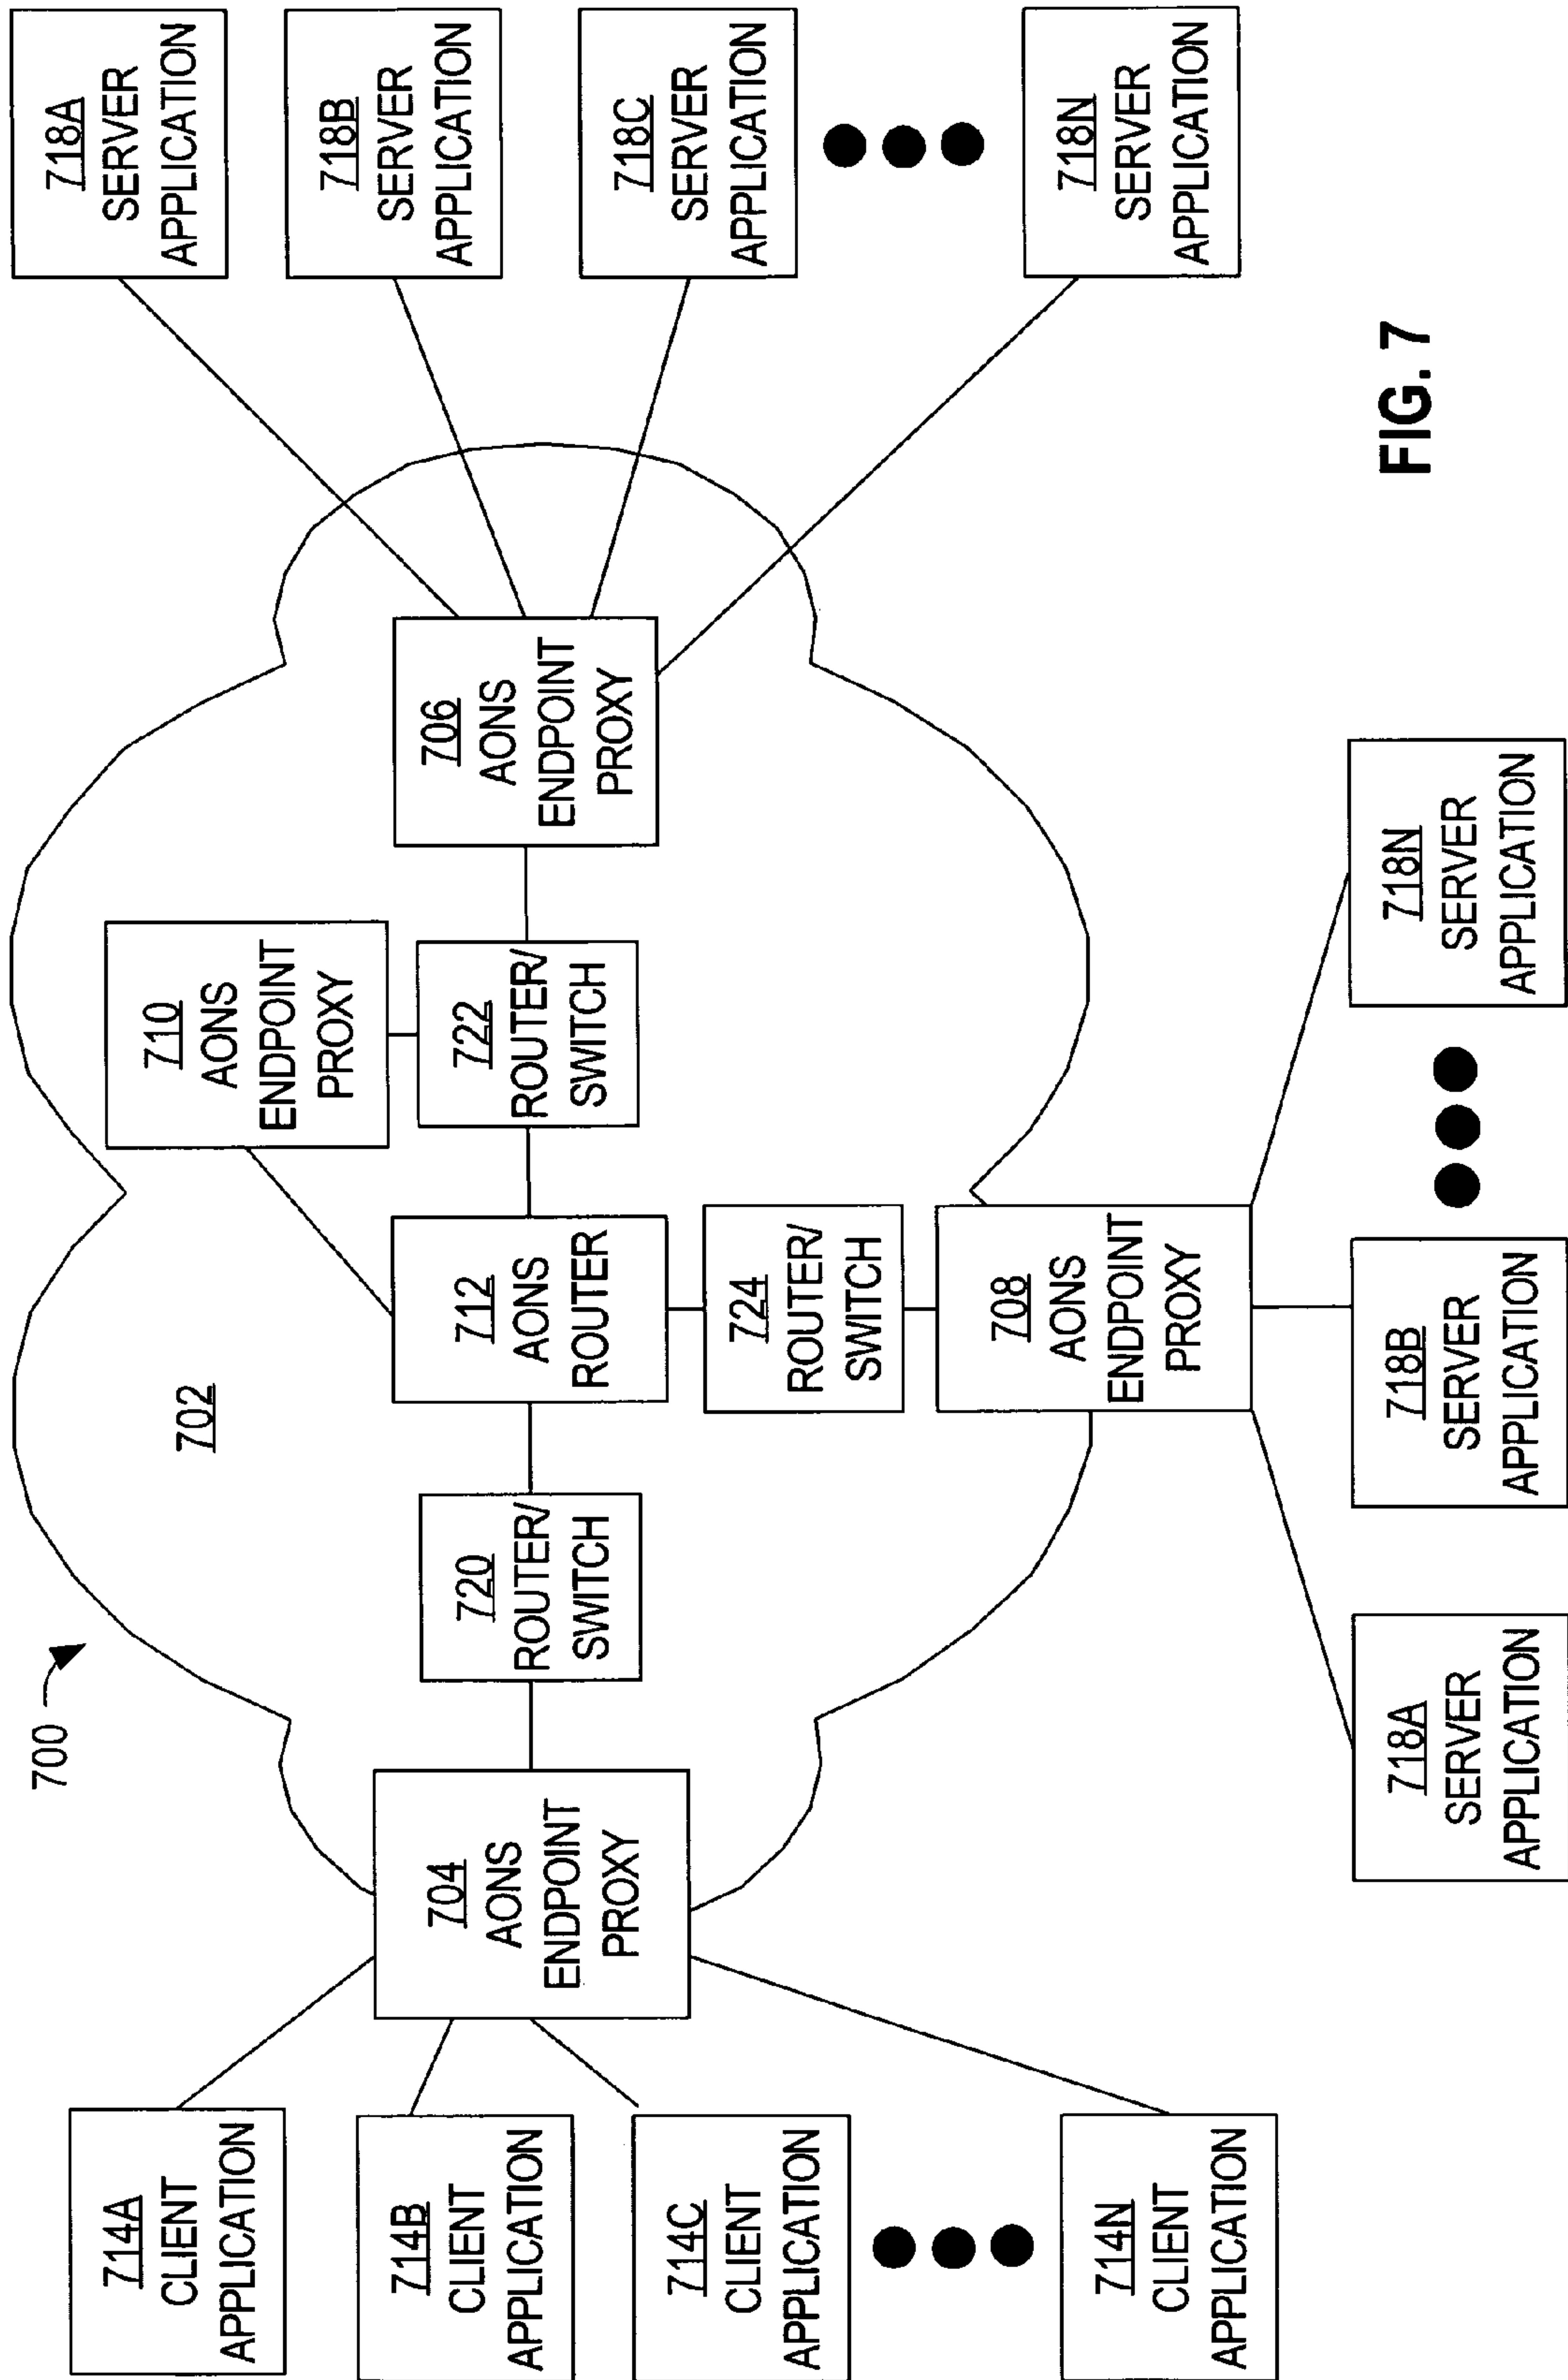 700
702
714A
CLIENT
APPLICATION
714B
CLIENT
APPLICATION
714C
CLIENT
APPLICATION
714N
CLIENT
APPLICATION
704
AONS
ENDPOINT
PROXY
720
ROUTER/
SWITCH
712
AONS
ROUTER
710
AONS
ENDPOINT
PROXY
722
ROUTER/
SWITCH
724
ROUTER/
SWITCH
706
AONS
ENDPOINT
PROXY
708
AONS
ENDPOINT
PROXY
718A
SERVER
APPLICATION
718B
SERVER
APPLICATION
718C
SERVER
APPLICATION
718N
SERVER
APPLICATION
718A
SERVER
APPLICATION
718B
SERVER
APPLICATION
718N
SERVER
APPLICATION
FIG. 7